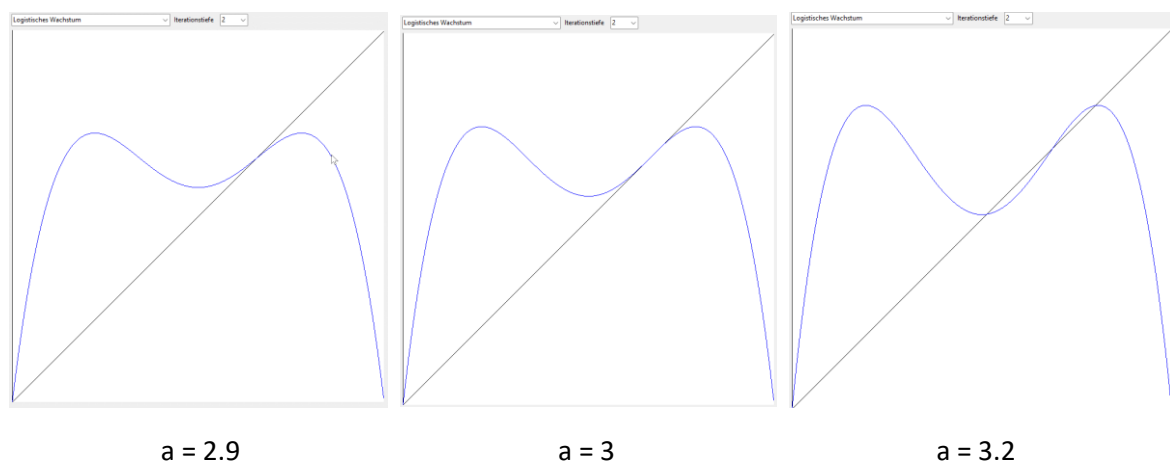 Logistisches Wachstum Iterationstiefe 2
Logistisches Wachstum Iterationstiefe 2
Logistisches Wachstum Iterationstiefe 2
a = 2.9
a = 3
a = 3.2